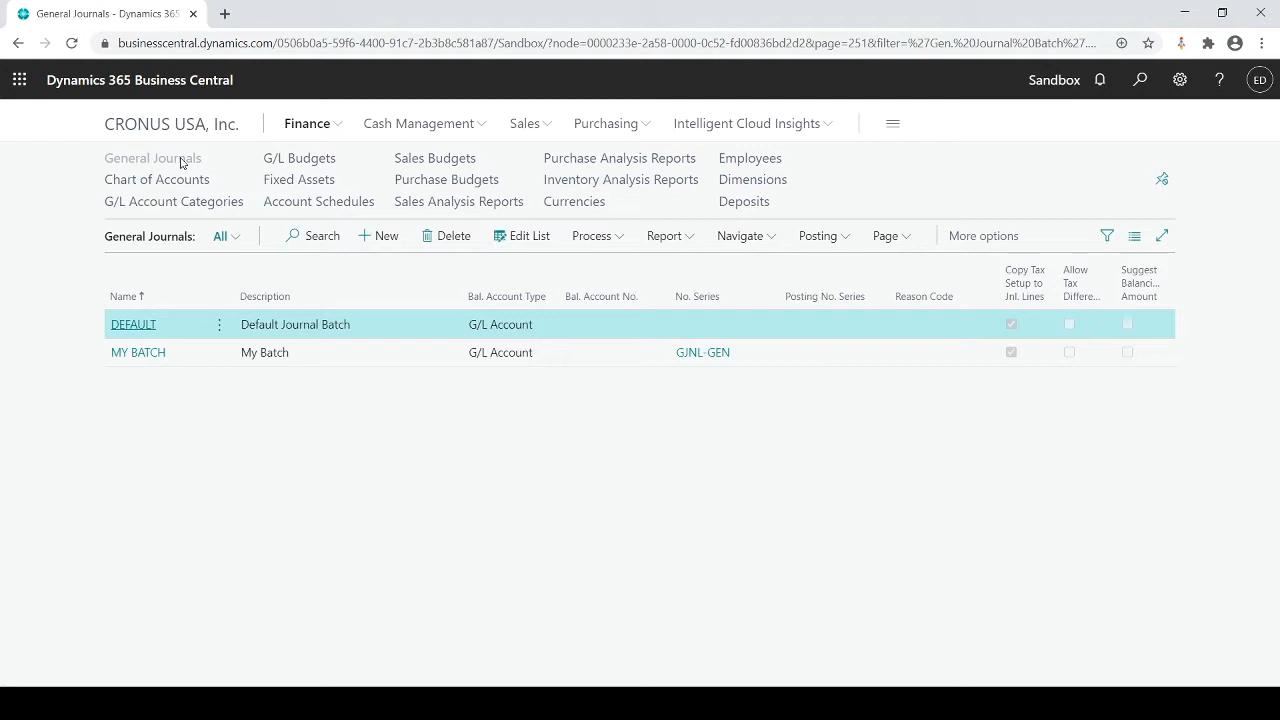 General Journals - Dynamics 365
businesscentral.dynamics.com/0506b0a5-59f6-4400-91c7-2b3b8c581a87/Sandbox/?node=0000233e-2a58-0000-0c52-fd00836bd2d2&page=251&filter=%27Gen.%20Journal%20Batch%27....
Dynamics 365 Business Central
Sandbox
ED
CRONUS USA, Inc.
Finance Cash Management Sales Purchasing Intelligent Cloud Insights
General Journals G/L Budgets Sales Budgets Purchase Analysis Reports Employees
Chart of Accounts Fixed Assets Purchase Budgets Inventory Analysis Reports Dimensions
G/L Account Categories Account Schedules Sales Analysis Reports Currencies Deposits
General Journals: All Search New Delete Edit List Process Report Navigate Posting Page More options
Name Description Bal. Account Type Bal. Account No. No. Series Posting No. Series Reason Code
Copy Tax Setup to Jnl. Lines
Allow Tax Differe...
Suggest Balanci... Amount
DEFAULT Default Journal Batch G/L Account
MY BATCH My Batch G/L Account GJNL-GEN